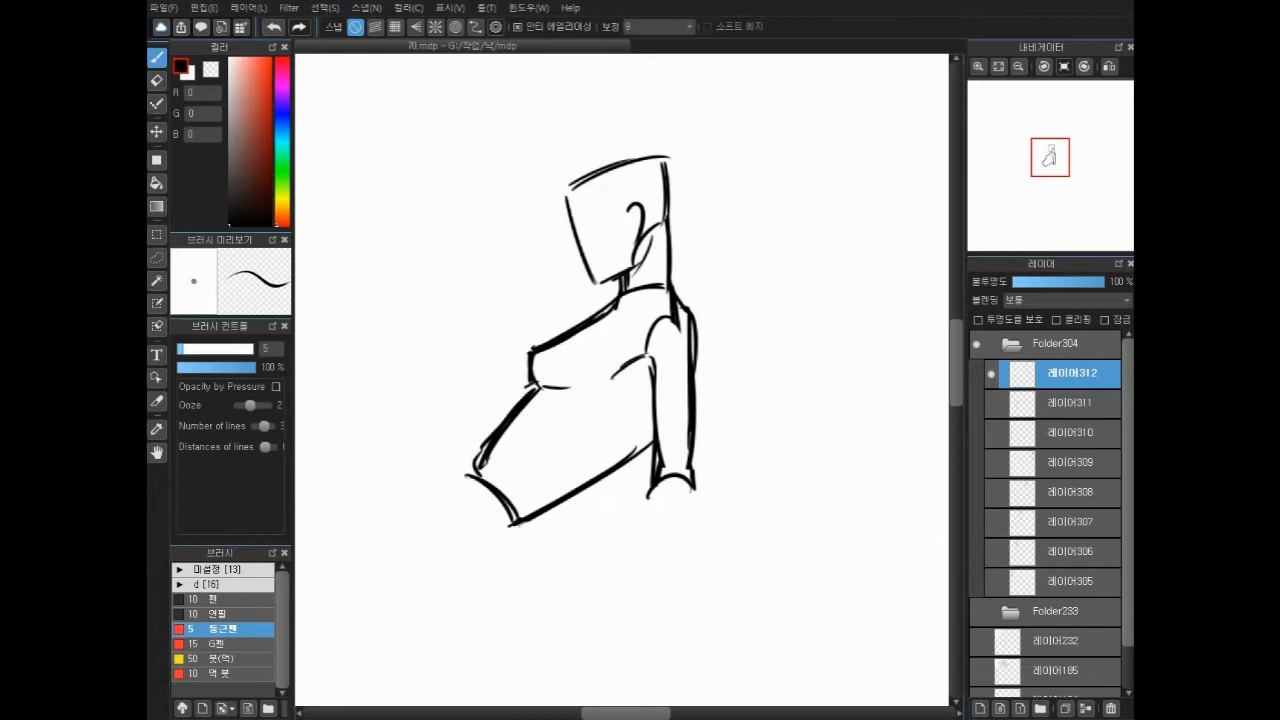 파일(F) 편집(E) 레이어(L) Filter 선택(S) 스냅(N) 컬러(C) 표시(V) 툴(T) 윈도우(W) Help
스냅 안티 에일리어싱 보정 9 소프트 에지
70.mdp - G:/작업/낙/mdp
컬러
R 0
G 0
B 0
브러시 미리보기
브러시 컨트롤
5
100 %
Opacity by Pressure
Ooze 2
Number of lines
Distances of lines
브러시
미설정 [13]
d [16]
10 펜
10 연필
5 둥근펜
15 G펜
50 붓(먹)
10 먹 붓
내비게이터
레이어
불투명도 100 %
블렌딩 보통
투명도를 보호 클리핑 잠금
Folder304
레이어312
레이어311
레이어310
레이어309
레이어308
레이어307
레이어306
레이어305
Folder233
레이어232
레이어185